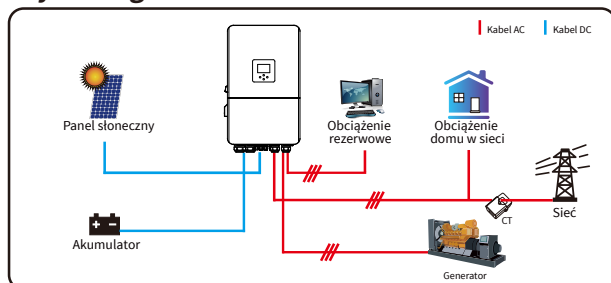 Kabel AC
Kabel DC
Panel słoneczny
Obciążenie
rezerwowe
Obciążenie
domu w sieci
Akumulator
CT
Sieć
Generator